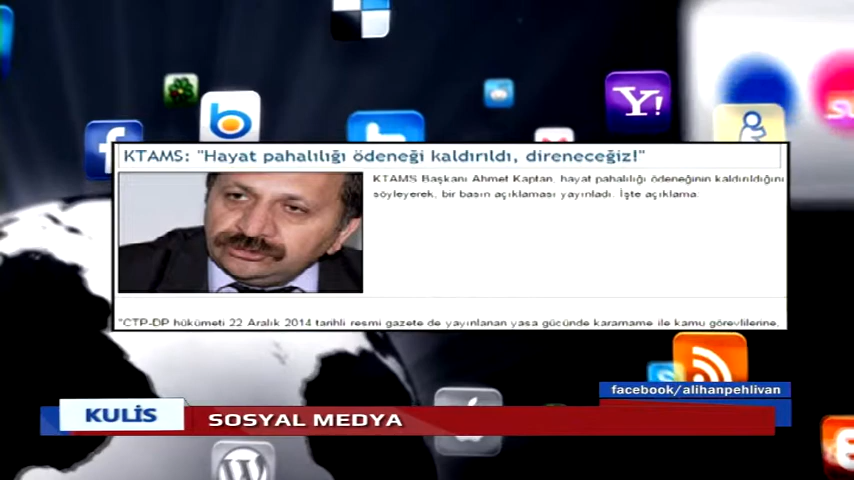 KTAMS: "Hayat pahalılığı ödeneği kaldırıldı, direneceğiz!"
KTAMS Başkanı Ahmet Kaptan, hayat pahalılığı ödeneğinin kaldırıldığını
söyleyerek, bir basın açıklaması yayınladı. İşte açıklama:
"CTP-DP hükümeti 22 Aralık 2014 tarihli resmi gazete de yayınlanan yasa gücünde kararname ile kamu görevlilerine,
facebook/alihanpehlivan
KULİS
SOSYAL MEDYA